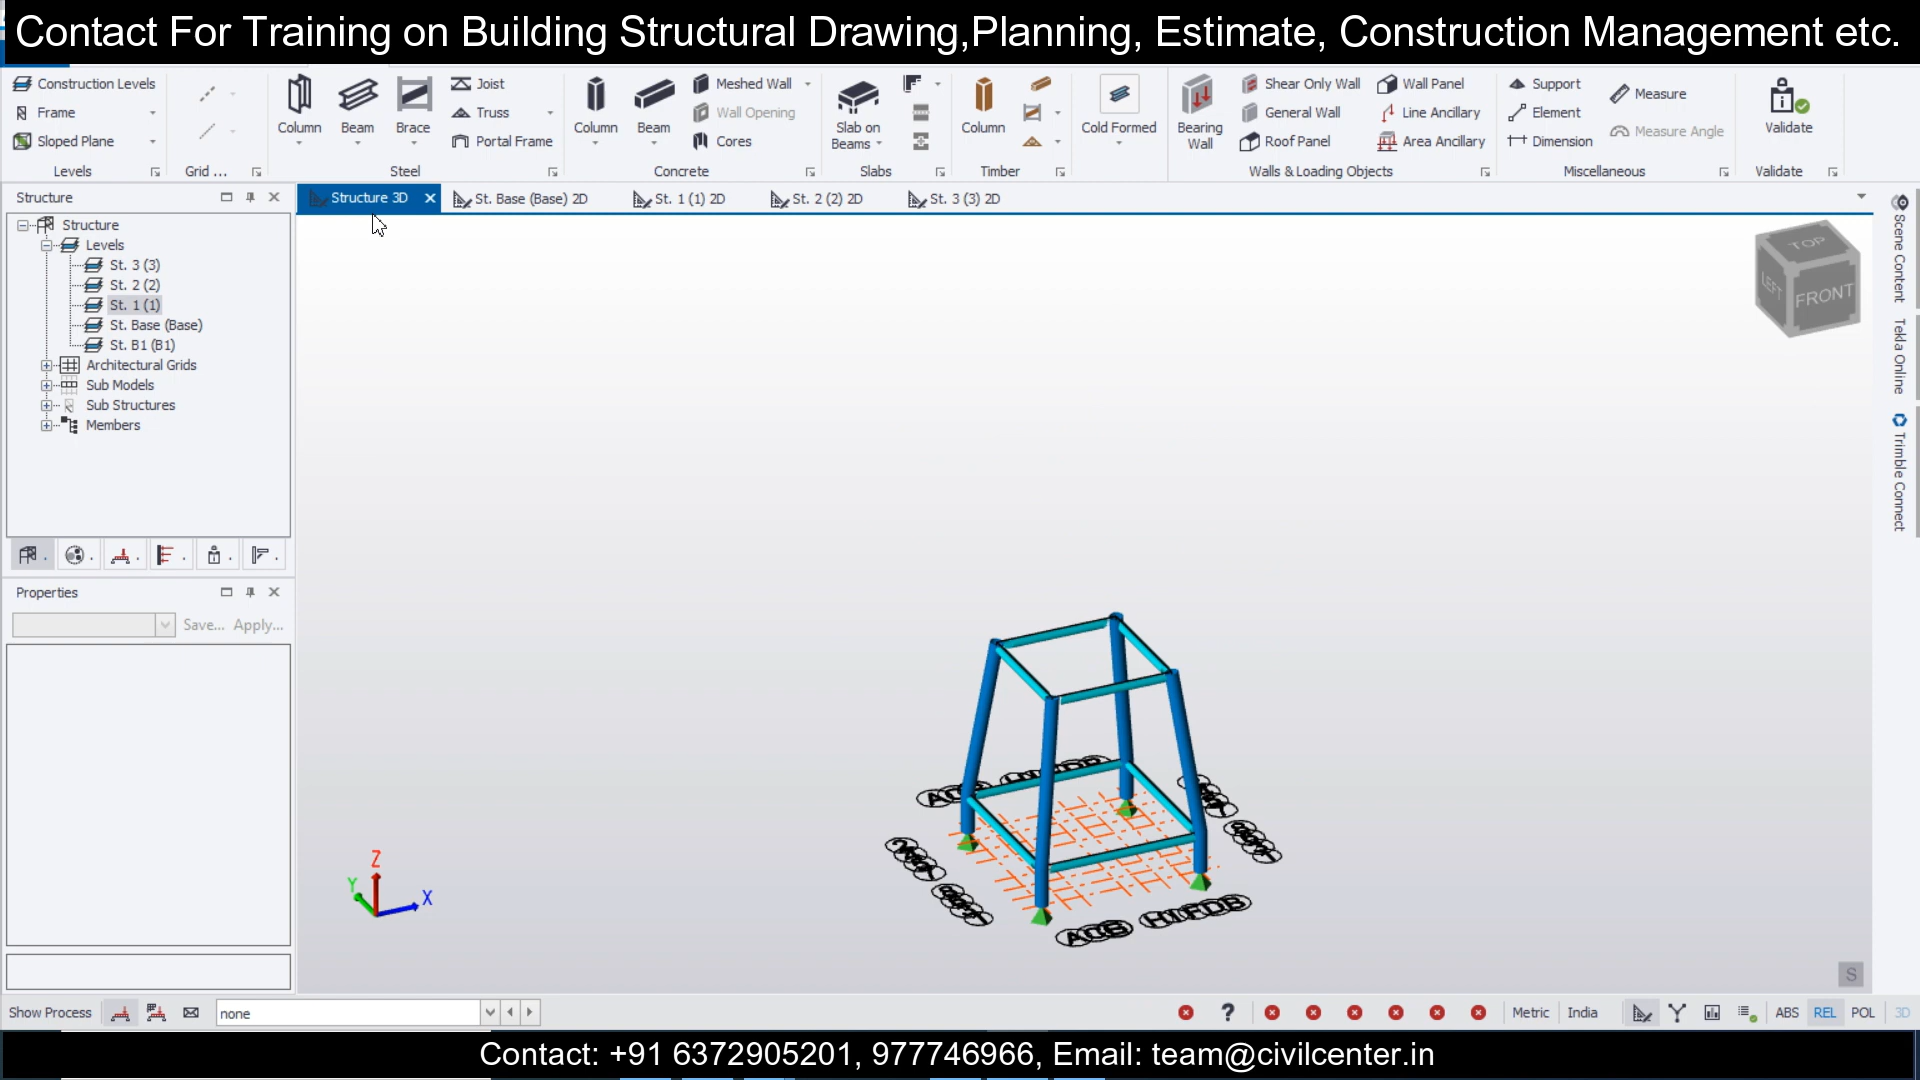 Contact For Training on Building Structural Drawing,Planning, Estimate, Construction Management etc.
Construction Levels
Frame
Sloped Plane
Levels
Grid ...
Column
Beam
Brace
Joist
Truss
Portal Frame
Steel
Column
Beam
Meshed Wall
Wall Opening
Cores
Concrete
Slab on
Beams
Slabs
Column
Timber
Cold Formed
Bearing
Wall
Shear Only Wall
General Wall
Roof Panel
Wall Panel
Line Ancillary
Area Ancillary
Walls & Loading Objects
Support
Element
Dimension
Measure
Measure Angle
Miscellaneous
Validate
Validate
Structure
Structure 3D
St. Base (Base) 2D
St. 1 (1) 2D
St. 2 (2) 2D
St. 3 (3) 2D
Structure
Levels
St. 3 (3)
St. 2 (2)
St. 1 (1)
St. Base (Base)
St. B1 (B1)
Architectural Grids
Sub Models
Sub Structures
Members
Properties
Save... Apply...
TOP
LEFT
FRONT
Scene Content
Tekla Online
Trimble Connect
Z
Y
X
S
Show Process
none
Metric
India
ABS
REL
POL
3D
Contact: +91 6372905201, 977746966, Email: team@civilcenter.in